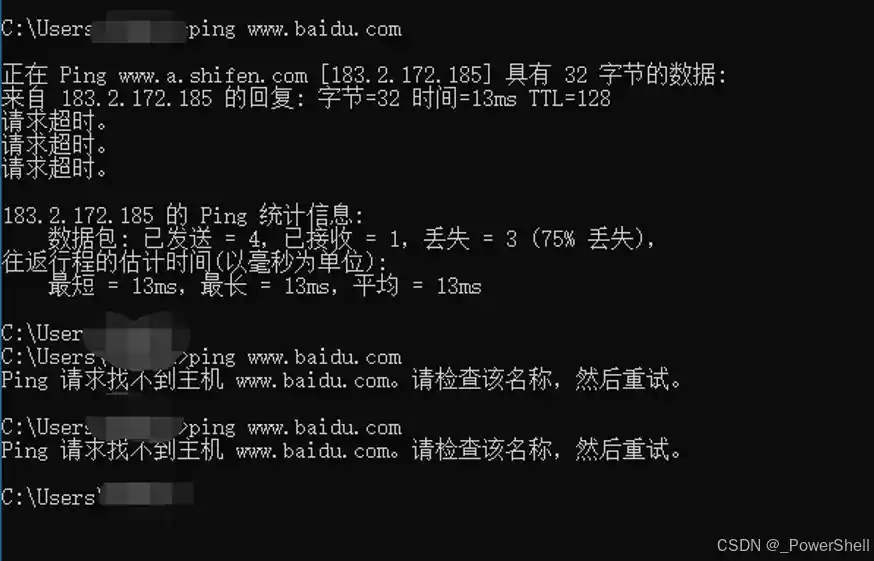 C:\Users ping www.baidu.com
正在 Ping www.a.shifen.com [183.2.172.185] 具有 32 字节的数据:
来自 183.2.172.185 的回复: 字节=32 时间=13ms TTL=128
请求超时。
请求超时。
请求超时。
183.2.172.185 的 Ping 统计信息:
数据包: 已发送 = 4，已接收 = 1，丢失 = 3 (75% 丢失)，
往返行程的估计时间(以毫秒为单位):
最短 = 13ms，最长 = 13ms，平均 = 13ms
C:\User
C:\Users\ >ping www.baidu.com
Ping 请求找不到主机 www.baidu.com。请检查该名称，然后重试。
C:\Users >ping www.baidu.com
Ping 请求找不到主机 www.baidu.com。请检查该名称，然后重试。
C:\Users\
CSDN @_PowerShell